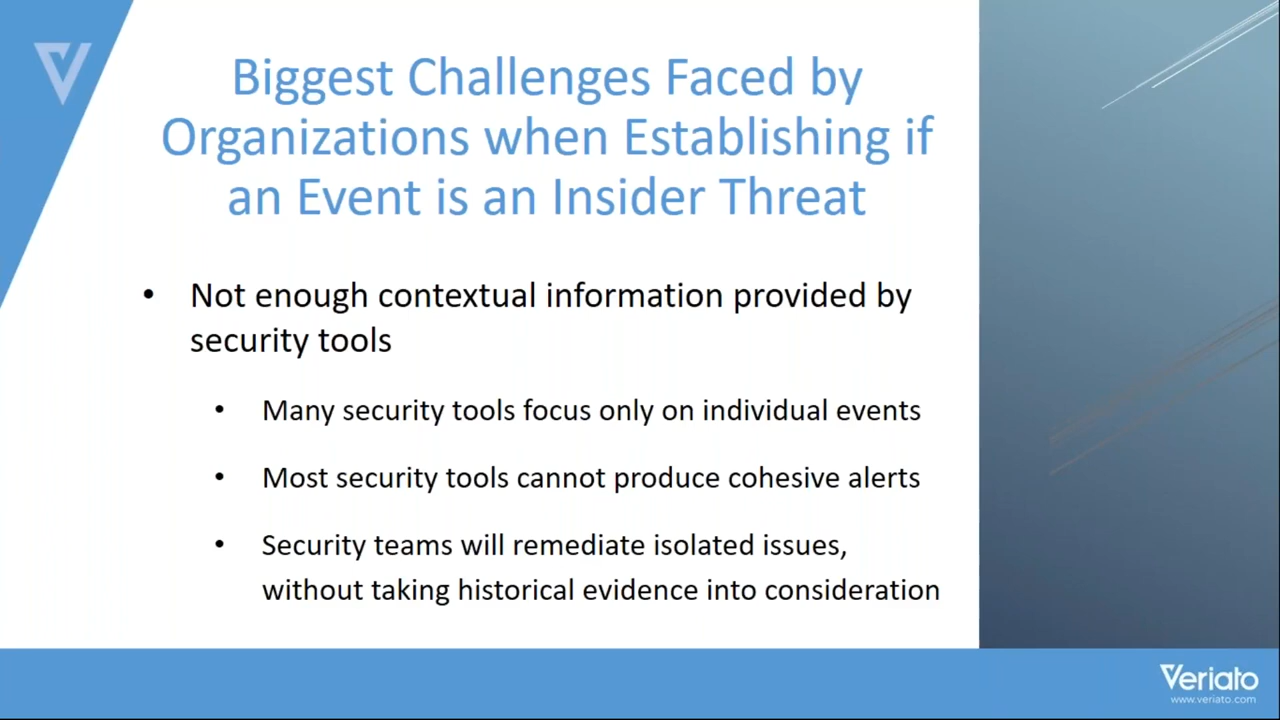 Biggest Challenges Faced by
Organizations when Establishing if
an Event is an Insider Threat
• Not enough contextual information provided by
security tools
• Many security tools focus only on individual events
• Most security tools cannot produce cohesive alerts
• Security teams will remediate isolated issues,
without taking historical evidence into consideration
Veriato
www.veriato.com